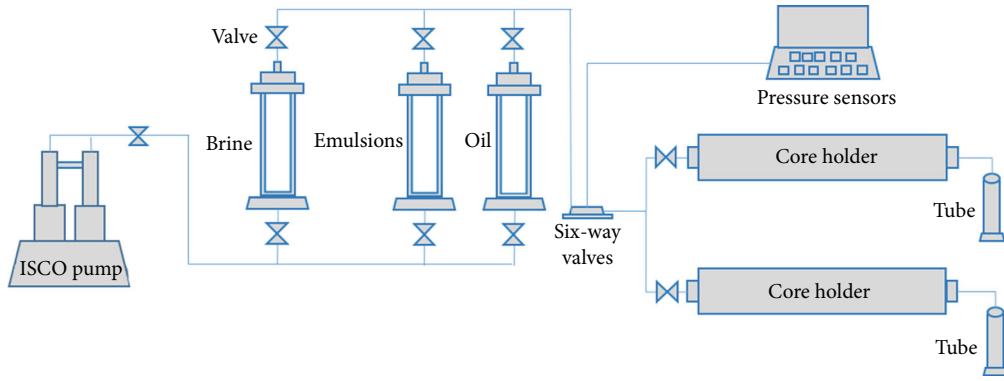 Valve
Pressure sensors
Brine
Emulsions
Oil
Core holder
Tube
Six-way
valves
ISCO pump
Core holder
Tube